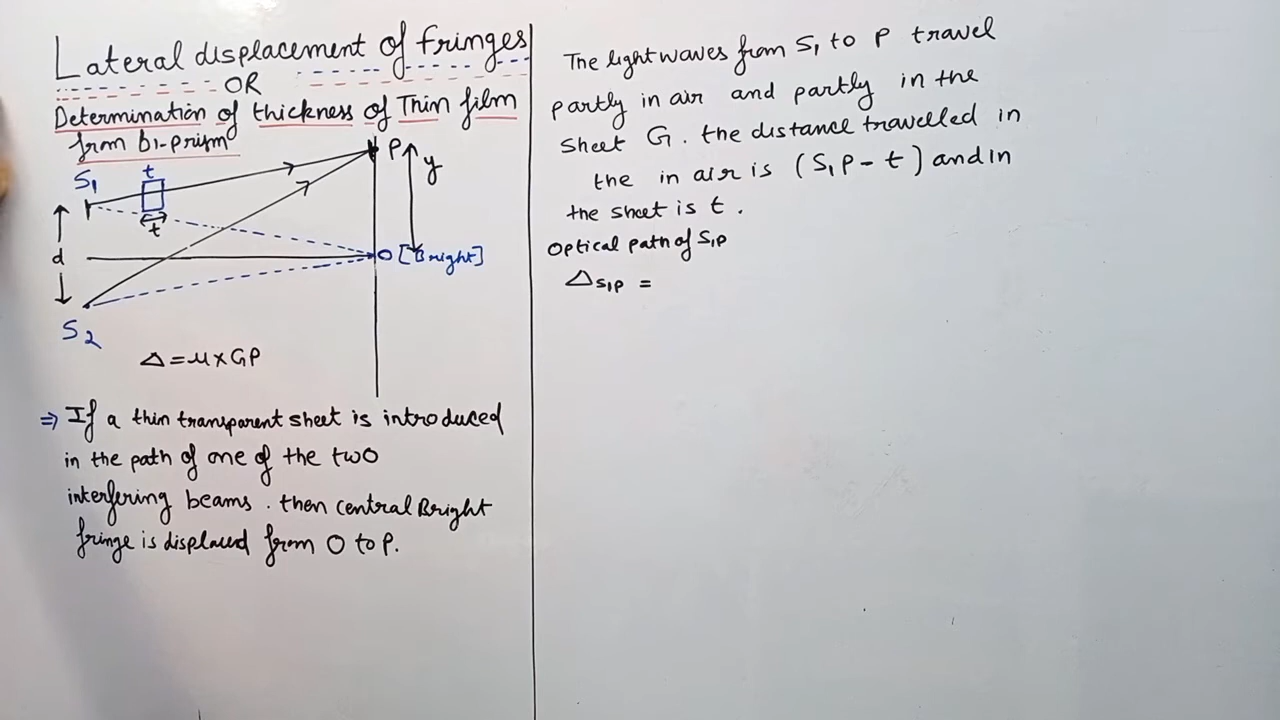 Lateral displacement of fringes
OR
Determination of thickness of Thin film
from bi-prism
S1
t
t
P
y
d
O [Bright]
S2
Δ = μ × GP
⇒ If a thin transparent sheet is introduced
in the path of one of the two
interfering beams. then central Bright
fringe is displaced from O to P.
The light waves from S1 to P travel
partly in air and partly in the
sheet G. the distance travelled in
the in air is (S1P - t) and in
the sheet is t.
Optical path of S1P
ΔS1P =